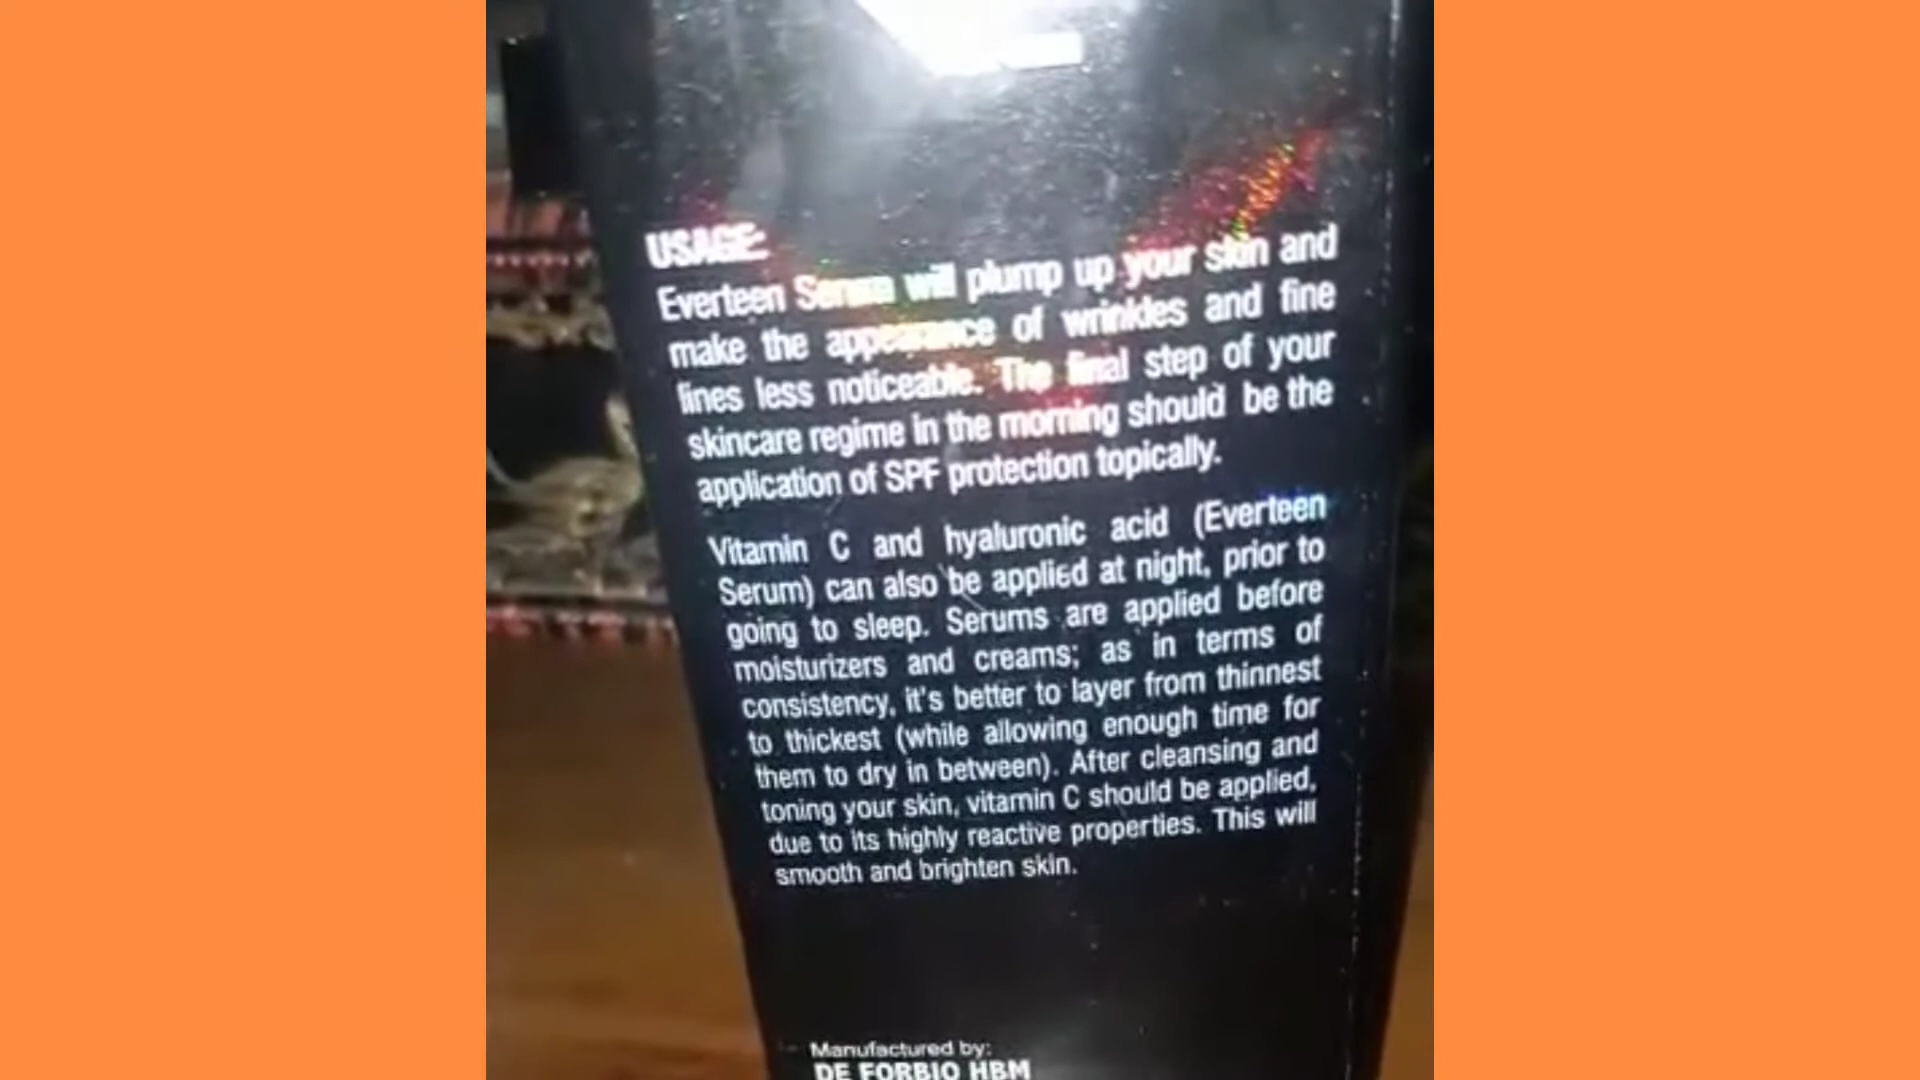 USAGE:
Everteen Serum will plump up your skin and
make the appearance of wrinkles and fine
lines less noticeable. The final step of your
skincare regime in the morning should be the
application of SPF protection topically.
Vitamin C and hyaluronic acid (Everteen
Serum) can also be applied at night, prior to
going to sleep. Serums are applied before
moisturizers and creams; as in terms of
consistency, it's better to layer from thinnest
to thickest (while allowing enough time for
them to dry in between). After cleansing and
toning your skin, vitamin C should be applied,
due to its highly reactive properties. This will
smooth and brighten skin.
Manufactured by:
DE FORBIO HBM